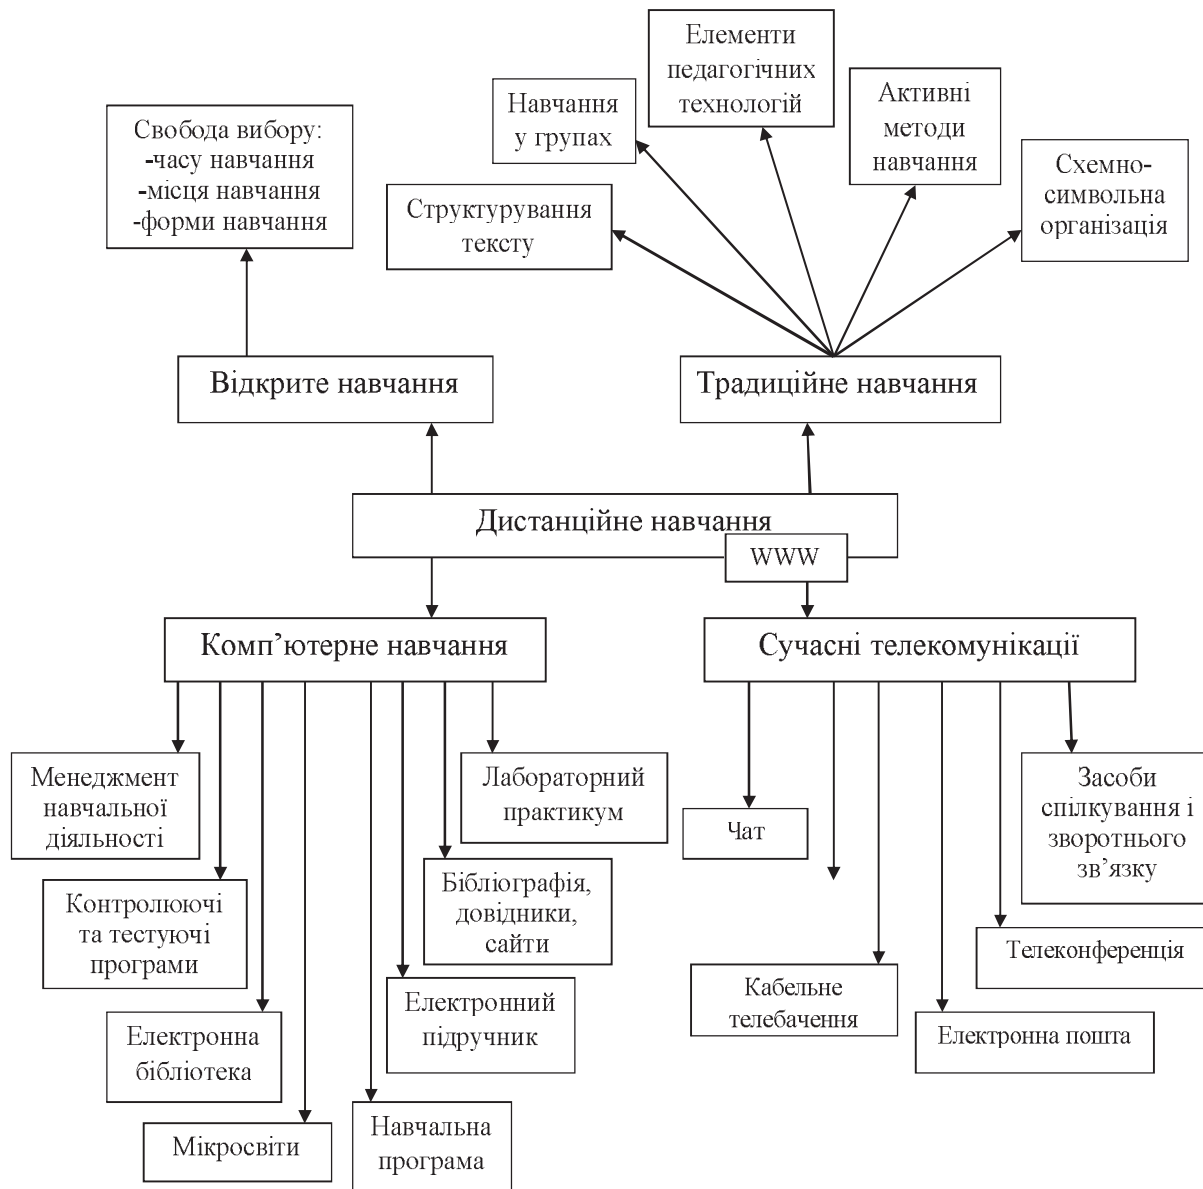 Елементи
педагогічних
технологій
Навчання
у групах
Активні
методи
навчання
Свобода вибору:
-часу навчання
-місця навчання
-форми навчання
Схемно-
символьна
організація
Структурування
тексту
Відкрите навчання
Традиційне навчання
Дистанційне навчання
WWW
Комп’ютерне навчання
Сучасні телекомунікації
Менеджмент
навчальної
діяльності
Лабораторний
практикум
Чат
Засоби
спілкування і
зворотнього
зв’язку
Контролюючі
та тестуючі
програми
Бібліографія,
довідники,
сайти
Телеконференція
Кабельне
телебачення
Електронний
підручник
Електронна
бібліотека
Електронна пошта
Мікросвіти
Навчальна
програма